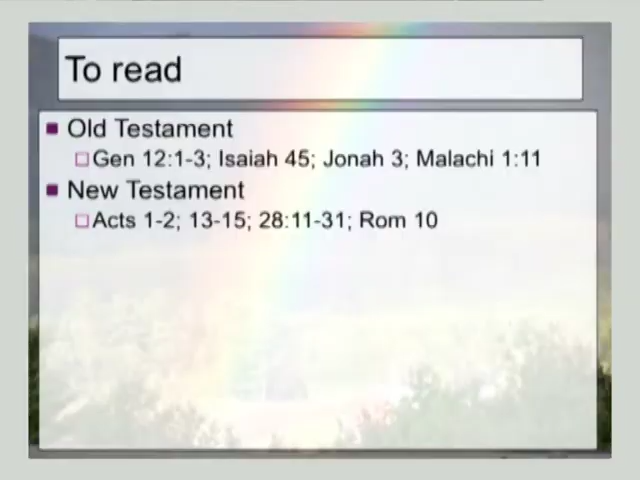 To read
Old Testament
Gen 12:1-3; Isaiah 45; Jonah 3; Malachi 1:11
New Testament
Acts 1-2; 13-15; 28:11-31; Rom 10